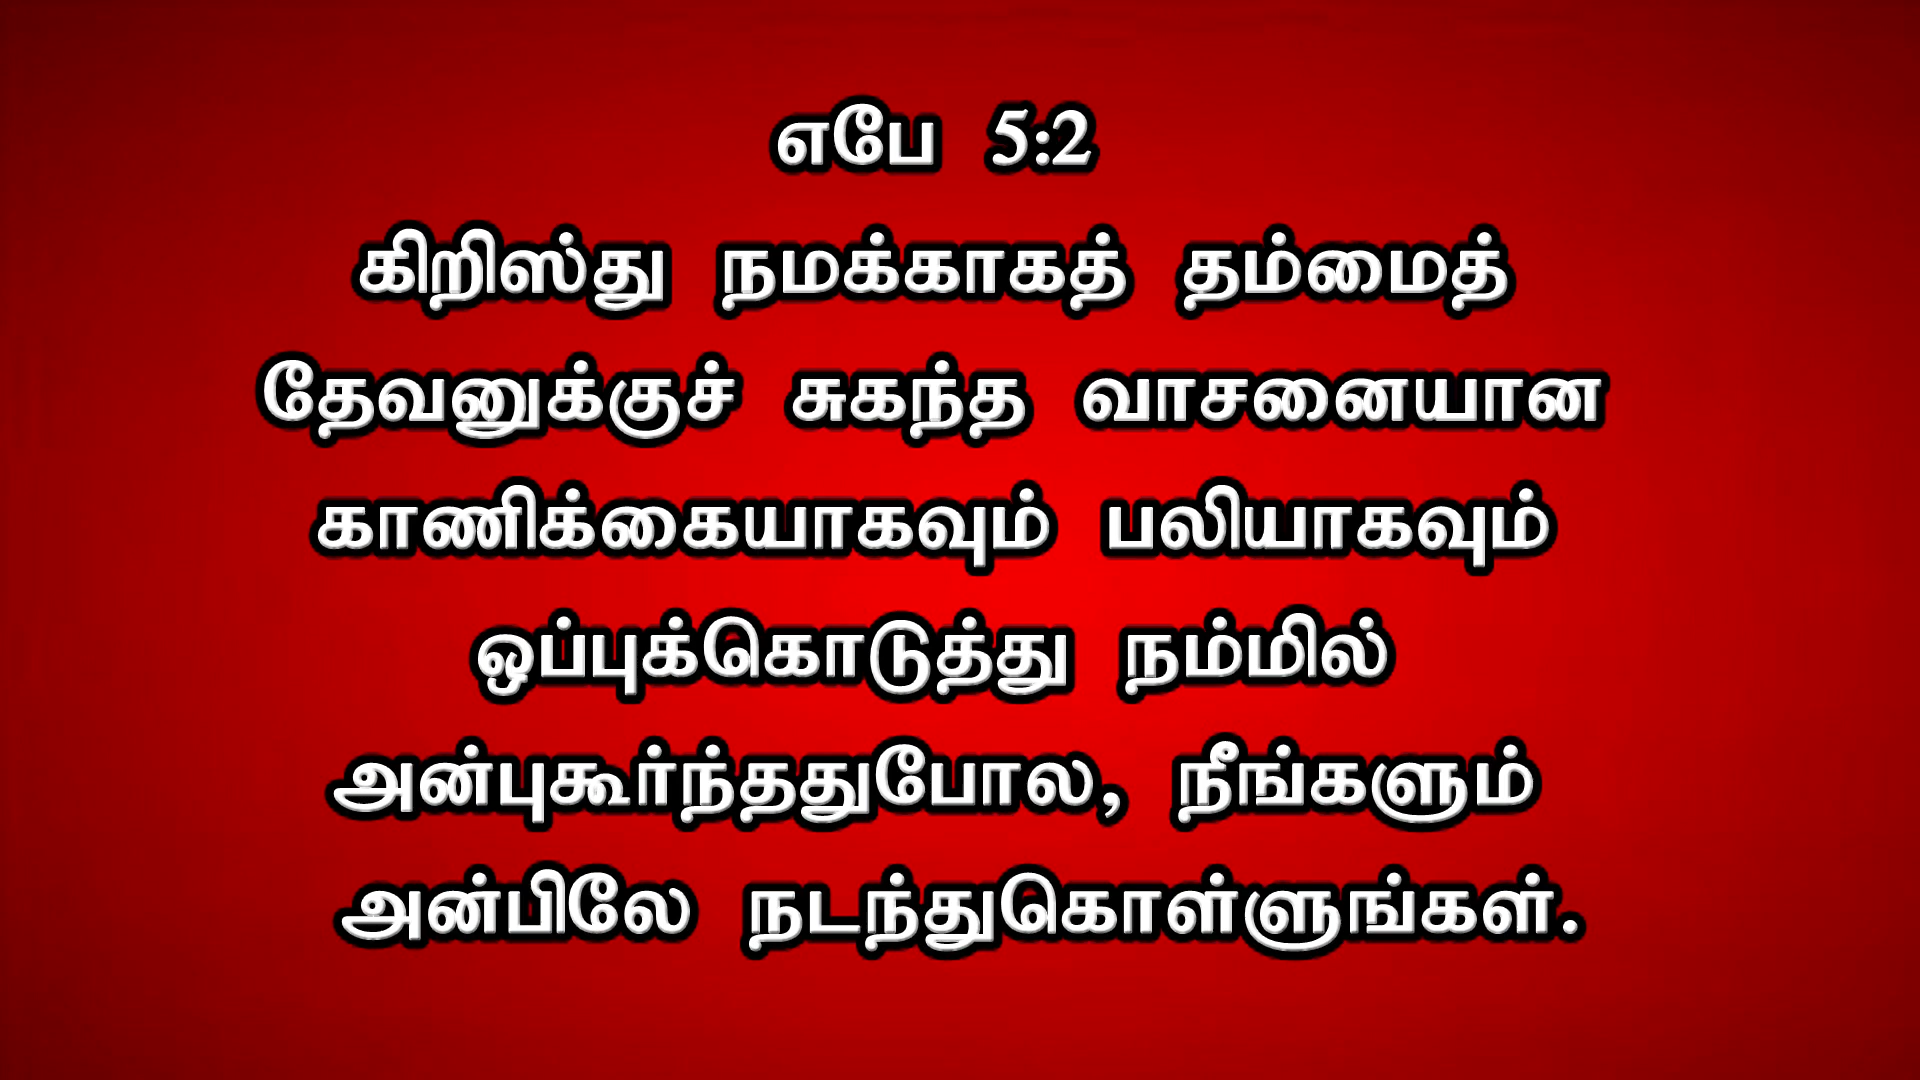 எபே 5:2
கிறிஸ்து நமக்காகத் தம்மைத்
தேவனுக்குச் சுகந்த வாசனையான
காணிக்கையாகவும் பலியாகவும்
ஒப்புக்கொடுத்து நம்மில்
அன்புகூர்ந்ததுபோல, நீங்களும்
அன்பிலே நடந்துகொள்ளுங்கள்.